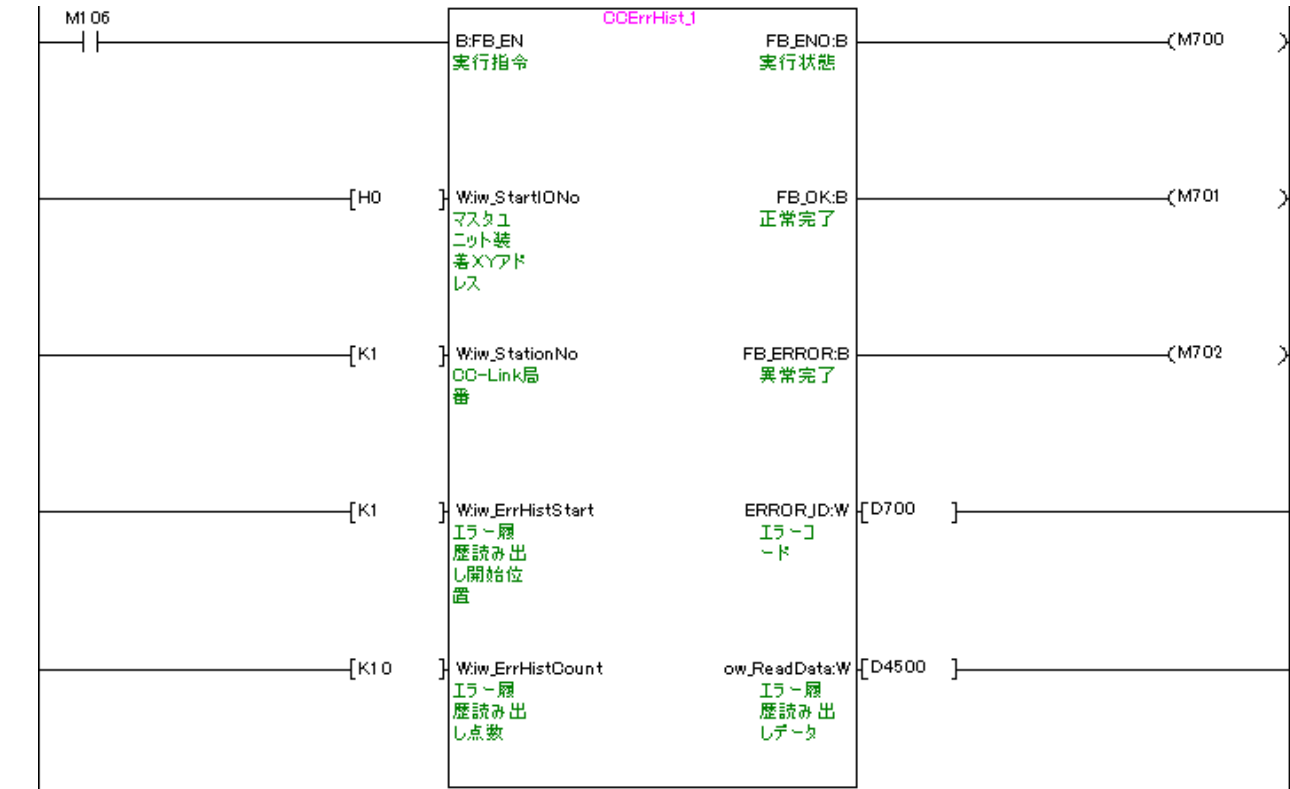 M106
CCErrHist_1
B:FB_EN
実行指令
FB_ENO:B
実行状態
(M700 )
[H0 ]
W:iw_StartIONo
マスタユ
ニット装
着XYアド
レス
FB_OK:B
正常完了
(M701 )
[K1 ]
W:iw_StationNo
CC-Link局
番
FB_ERROR:B
異常完了
(M702 )
[K1 ]
W:iw_ErrHistStart
エラー履
歴読み出
し開始位
置
ERROR_ID:W
エラーコ
ード
[D700 ]
[K10 ]
W:iw_ErrHistCount
エラー履
歴読み出
し点数
ow_ReadData:W
エラー履
歴読み出
しデータ
[D4500 ]